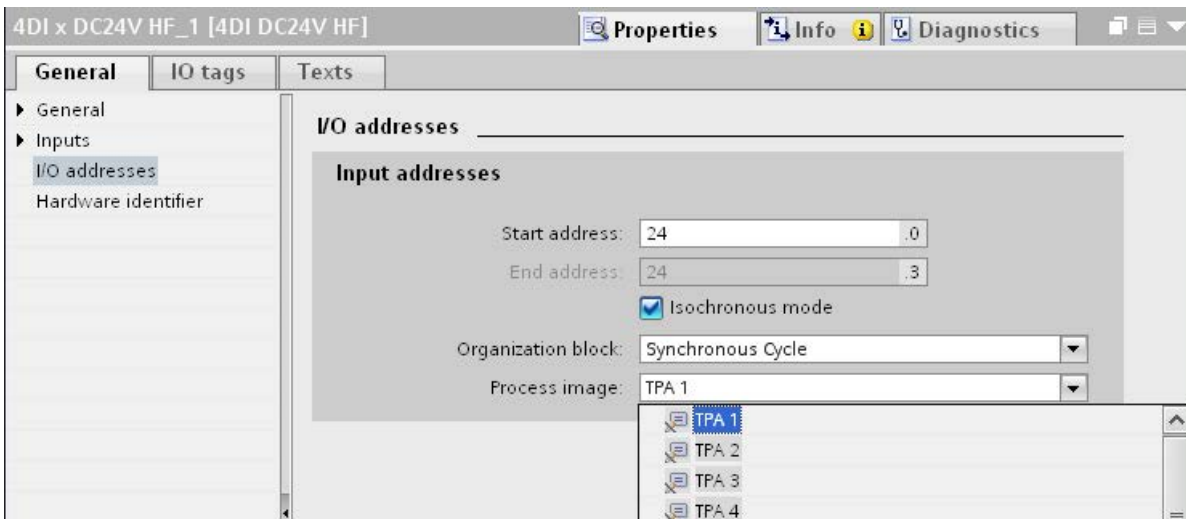 4DI x DC24V HF_1 [4DI DC24V HF]
Properties
Info
Diagnostics
General
IO tags
Texts
General
Inputs
I/O addresses
Hardware identifier
I/O addresses
Input addresses
Start address: 24 .0
End address: 24 .3
Isochronous mode
Organization block: Synchronous Cycle
Process image: TPA 1
TPA 1
TPA 2
TPA 3
TPA 4